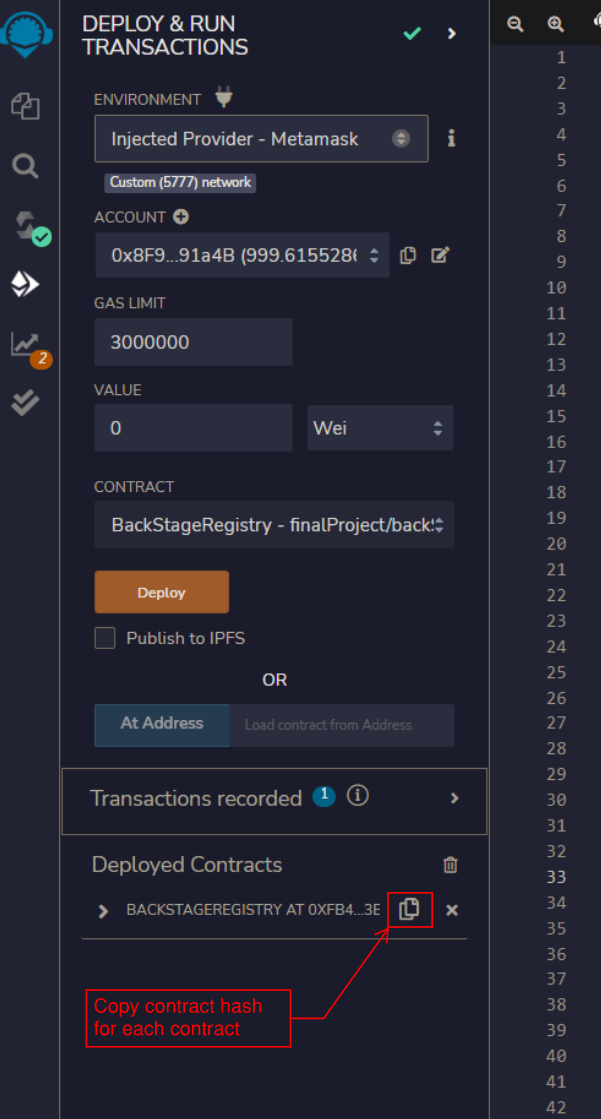 DEPLOY & RUN
TRANSACTIONS
ENVIRONMENT
Injected Provider - Metamask
Custom (5777) network
ACCOUNT
0x8F9...91a4B (999.6155286
GAS LIMIT
3000000
VALUE
0
Wei
CONTRACT
BackStageRegistry - finalProject/back
Deploy
Publish to IPFS
OR
At Address
Load contract from Address
Transactions recorded 1
Deployed Contracts
BACKSTAGEREGISTRY AT 0XFB4...3E
Copy contract hash
for each contract
2
1
2
3
4
5
6
7
8
9
10
11
12
13
14
15
16
17
18
19
20
21
22
23
24
25
26
27
28
29
30
31
32
33
34
35
36
37
38
39
40
41
42